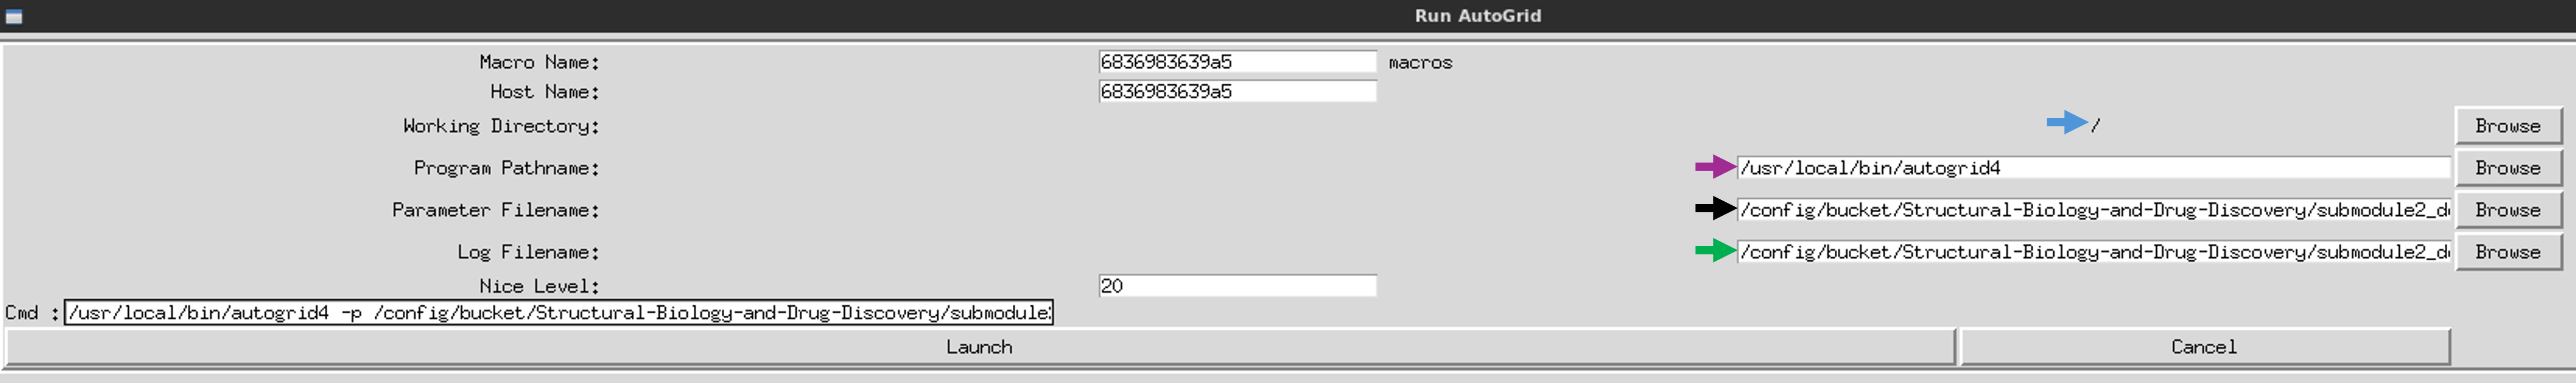 Run AutoGrid
Macro Name: 6836983639a5 macros
Host Name: 6836983639a5
Working Directory: / Browse
Program Pathname: /usr/local/bin/autogrid4 Browse
Parameter Filename: /config/bucket/Structural-Biology-and-Drug-Discovery/submodule2_d Browse
Log Filename: /config/bucket/Structural-Biology-and-Drug-Discovery/submodule2_d Browse
Nice Level: 20
Cmd : /usr/local/bin/autogrid4 -p /config/bucket/Structural-Biology-and-Drug-Discovery/submodule
Launch Cancel